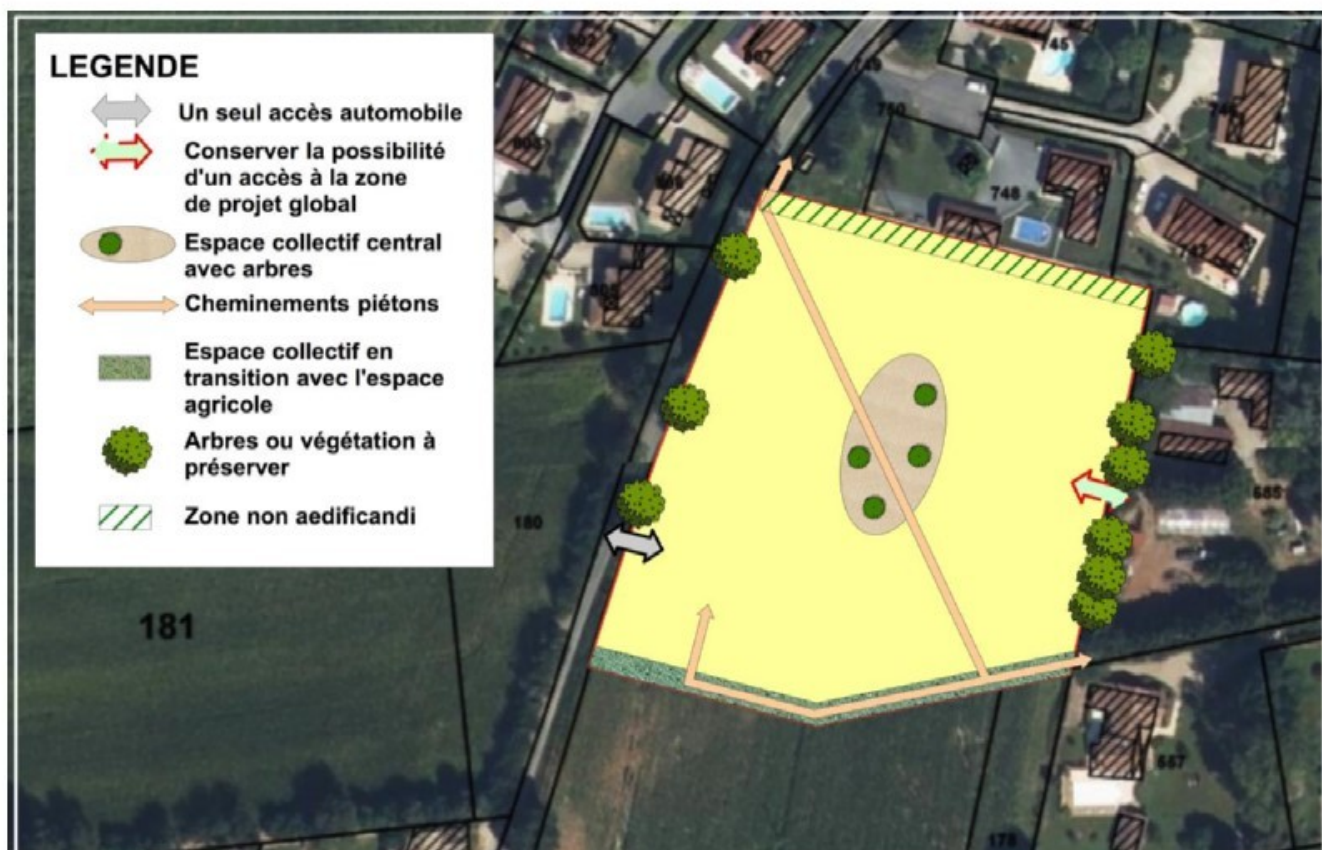 LEGENDE
Un seul accès automobile
Conserver la possibilité
d'un accès à la zone
de projet global
Espace collectif central
avec arbres
Cheminements piétons
Espace collectif en
transition avec l'espace
agricole
Arbres ou végétation à
préserver
Zone non aedificandi
745
749
750
748
180
181
557
178